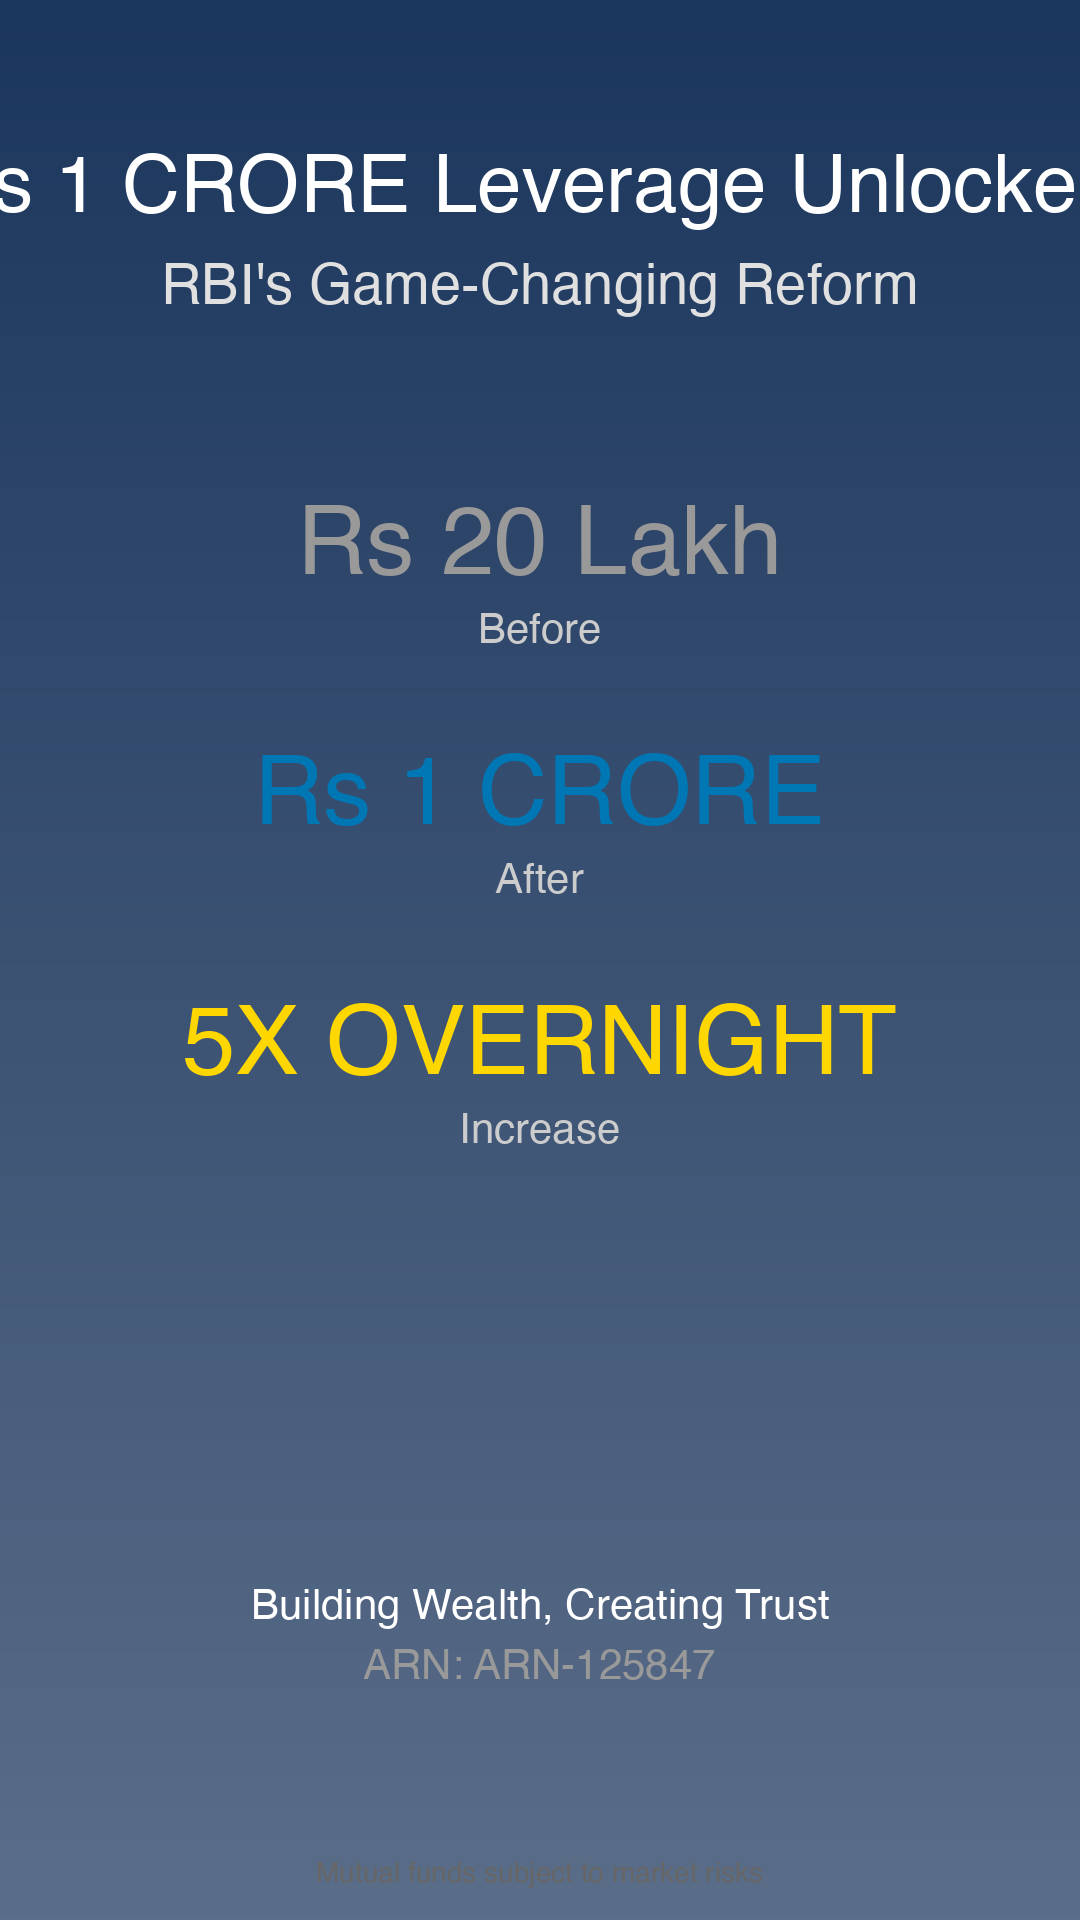 s 1 CRORE Leverage Unlocke
RBI's Game-Changing Reform
Rs 20 Lakh
Before
Rs 1 CRORE
After
5X OVERNIGHT
Increase
Building Wealth, Creating Trust
ARN: ARN-125847
Mutual funds subject to market risks